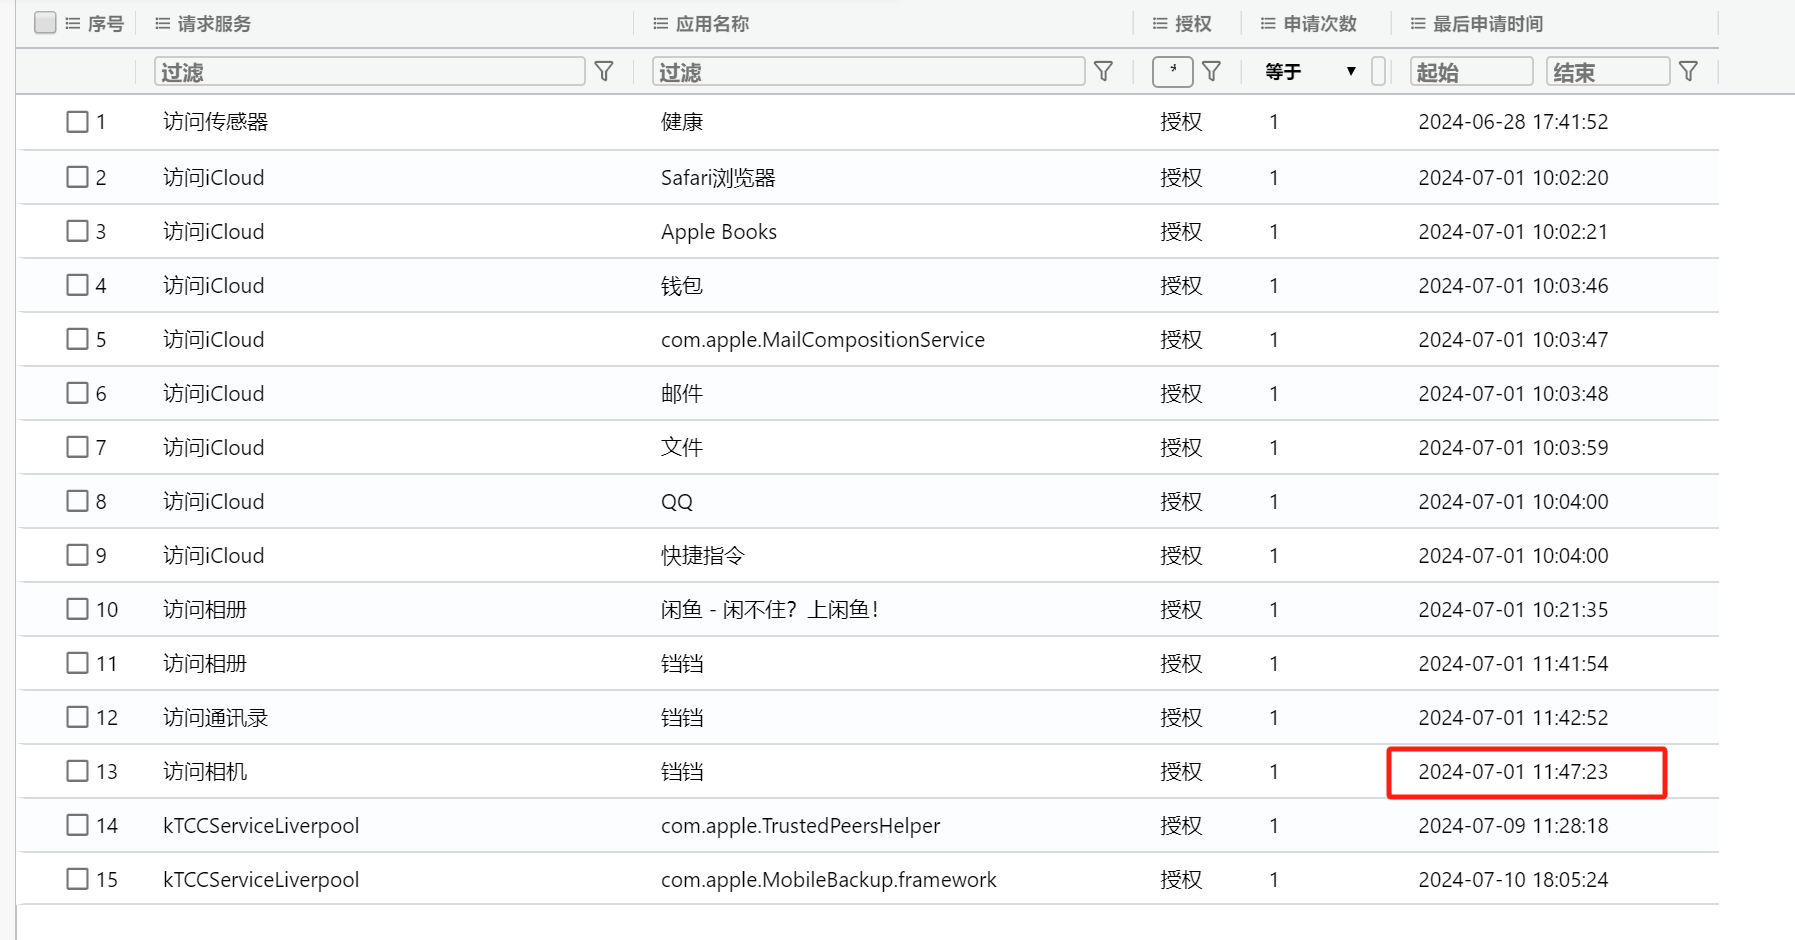 序号 请求服务 应用名称 授权 申请次数 最后申请时间
过滤 过滤 * 等于 ▼ 起始 结束
1 访问传感器 健康 授权 1 2024-06-28 17:41:52
2 访问iCloud Safari浏览器 授权 1 2024-07-01 10:02:20
3 访问iCloud Apple Books 授权 1 2024-07-01 10:02:21
4 访问iCloud 钱包 授权 1 2024-07-01 10:03:46
5 访问iCloud com.apple.MailCompositionService 授权 1 2024-07-01 10:03:47
6 访问iCloud 邮件 授权 1 2024-07-01 10:03:48
7 访问iCloud 文件 授权 1 2024-07-01 10:03:59
8 访问iCloud QQ 授权 1 2024-07-01 10:04:00
9 访问iCloud 快捷指令 授权 1 2024-07-01 10:04:00
10 访问相册 闲鱼 - 闲不住？上闲鱼！ 授权 1 2024-07-01 10:21:35
11 访问相册 铛铛 授权 1 2024-07-01 11:41:54
12 访问通讯录 铛铛 授权 1 2024-07-01 11:42:52
13 访问相机 铛铛 授权 1 2024-07-01 11:47:23
14 kTCCServiceLiverpool com.apple.TrustedPeersHelper 授权 1 2024-07-09 11:28:18
15 kTCCServiceLiverpool com.apple.MobileBackup.framework 授权 1 2024-07-10 18:05:24